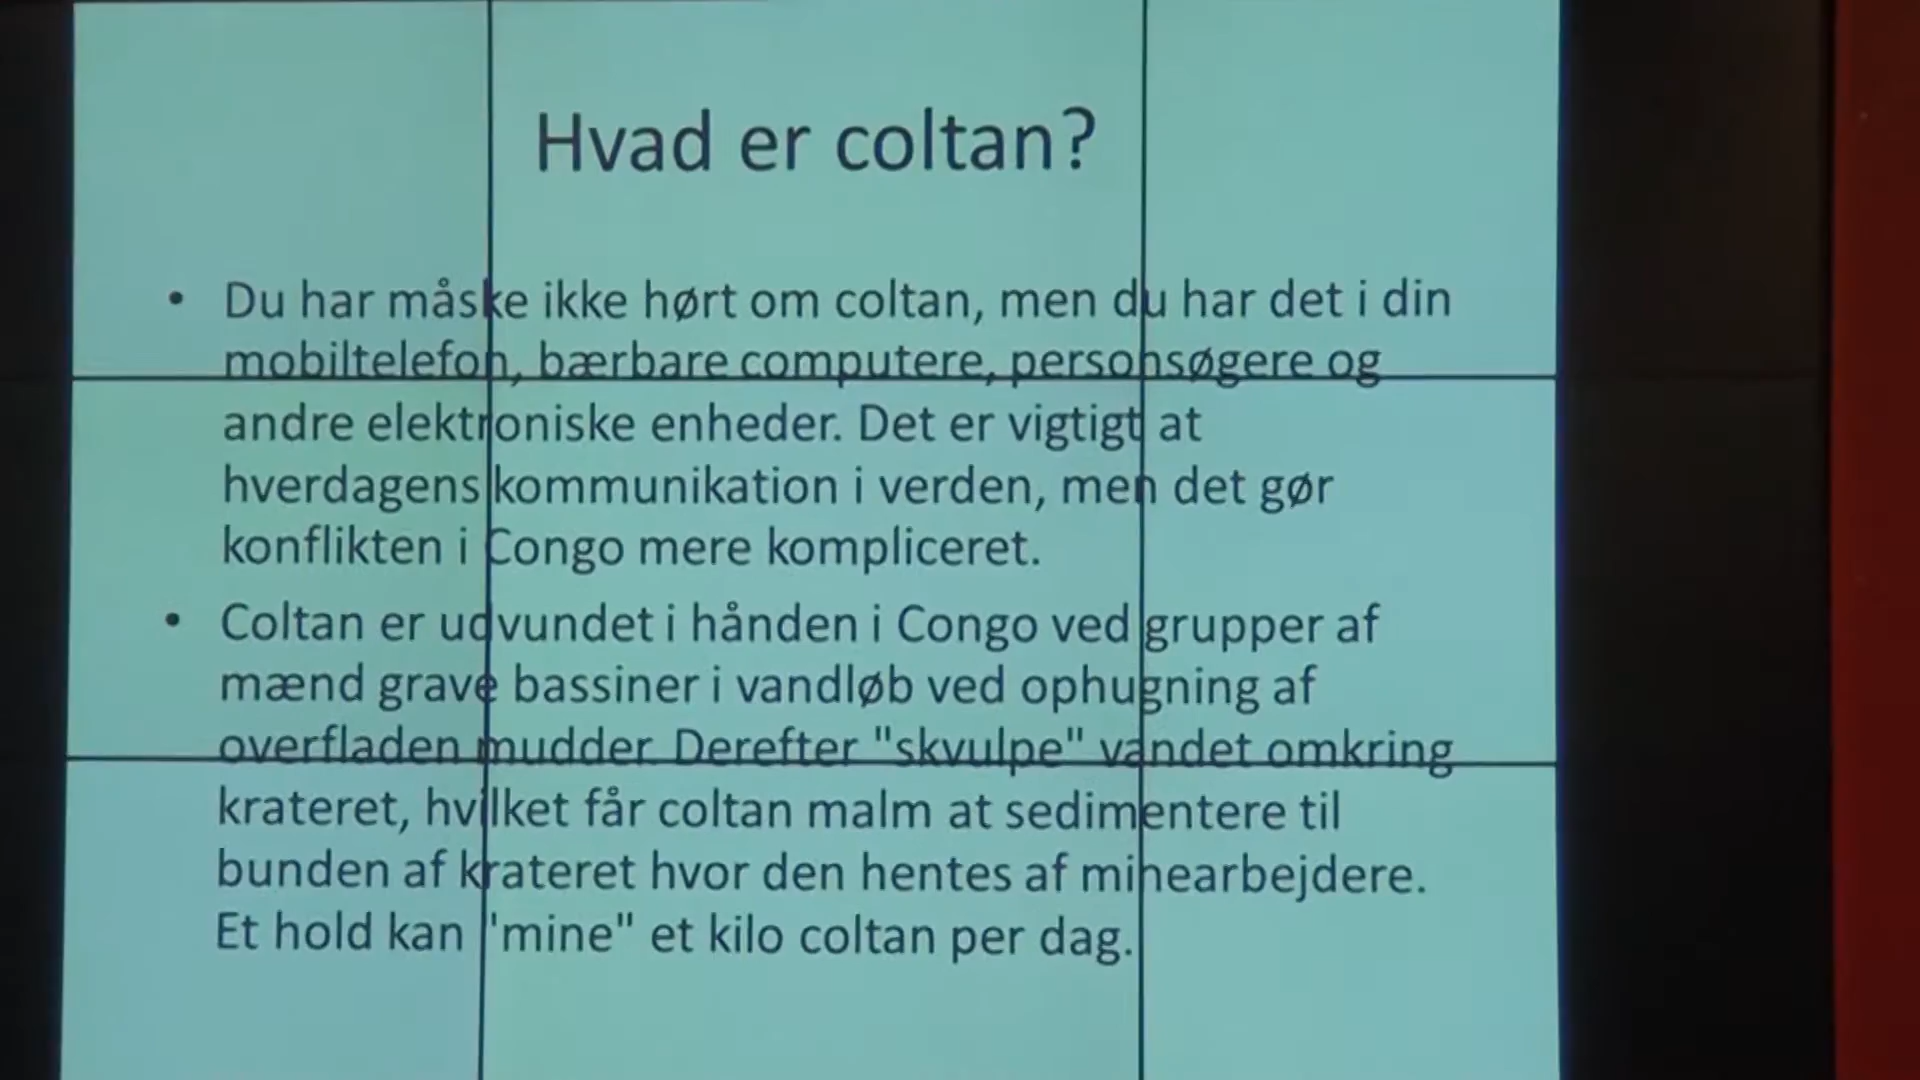 Hvad er coltan?
• Du har måske ikke hørt om coltan, men du har det i din
mobiltelefon, bærbare computere, personsøgere og
andre elektroniske enheder. Det er vigtigt at
hverdagens kommunikation i verden, men det gør
konflikten i Congo mere kompliceret.
• Coltan er udvundet i hånden i Congo ved grupper af
mænd grave bassiner i vandløb ved ophugning af
overfladen mudder. Derefter "skvulpe" vandet omkring
krateret, hvilket får coltan malm at sedimentere til
bunden af krateret hvor den hentes af minearbejdere.
Et hold kan "mine" et kilo coltan per dag.